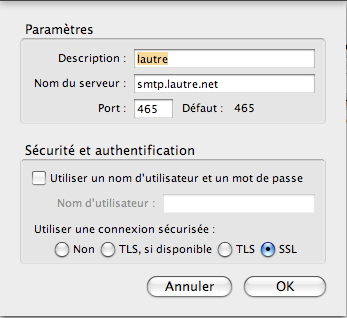 Paramètres
Description : lautre
Nom du serveur : smtp.lautre.net
Port : 465 Défaut : 465
Sécurité et authentification
Utiliser un nom d'utilisateur et un mot de passe
Nom d'utilisateur :
Utiliser une connexion sécurisée :
Non TLS, si disponible TLS SSL
Annuler OK